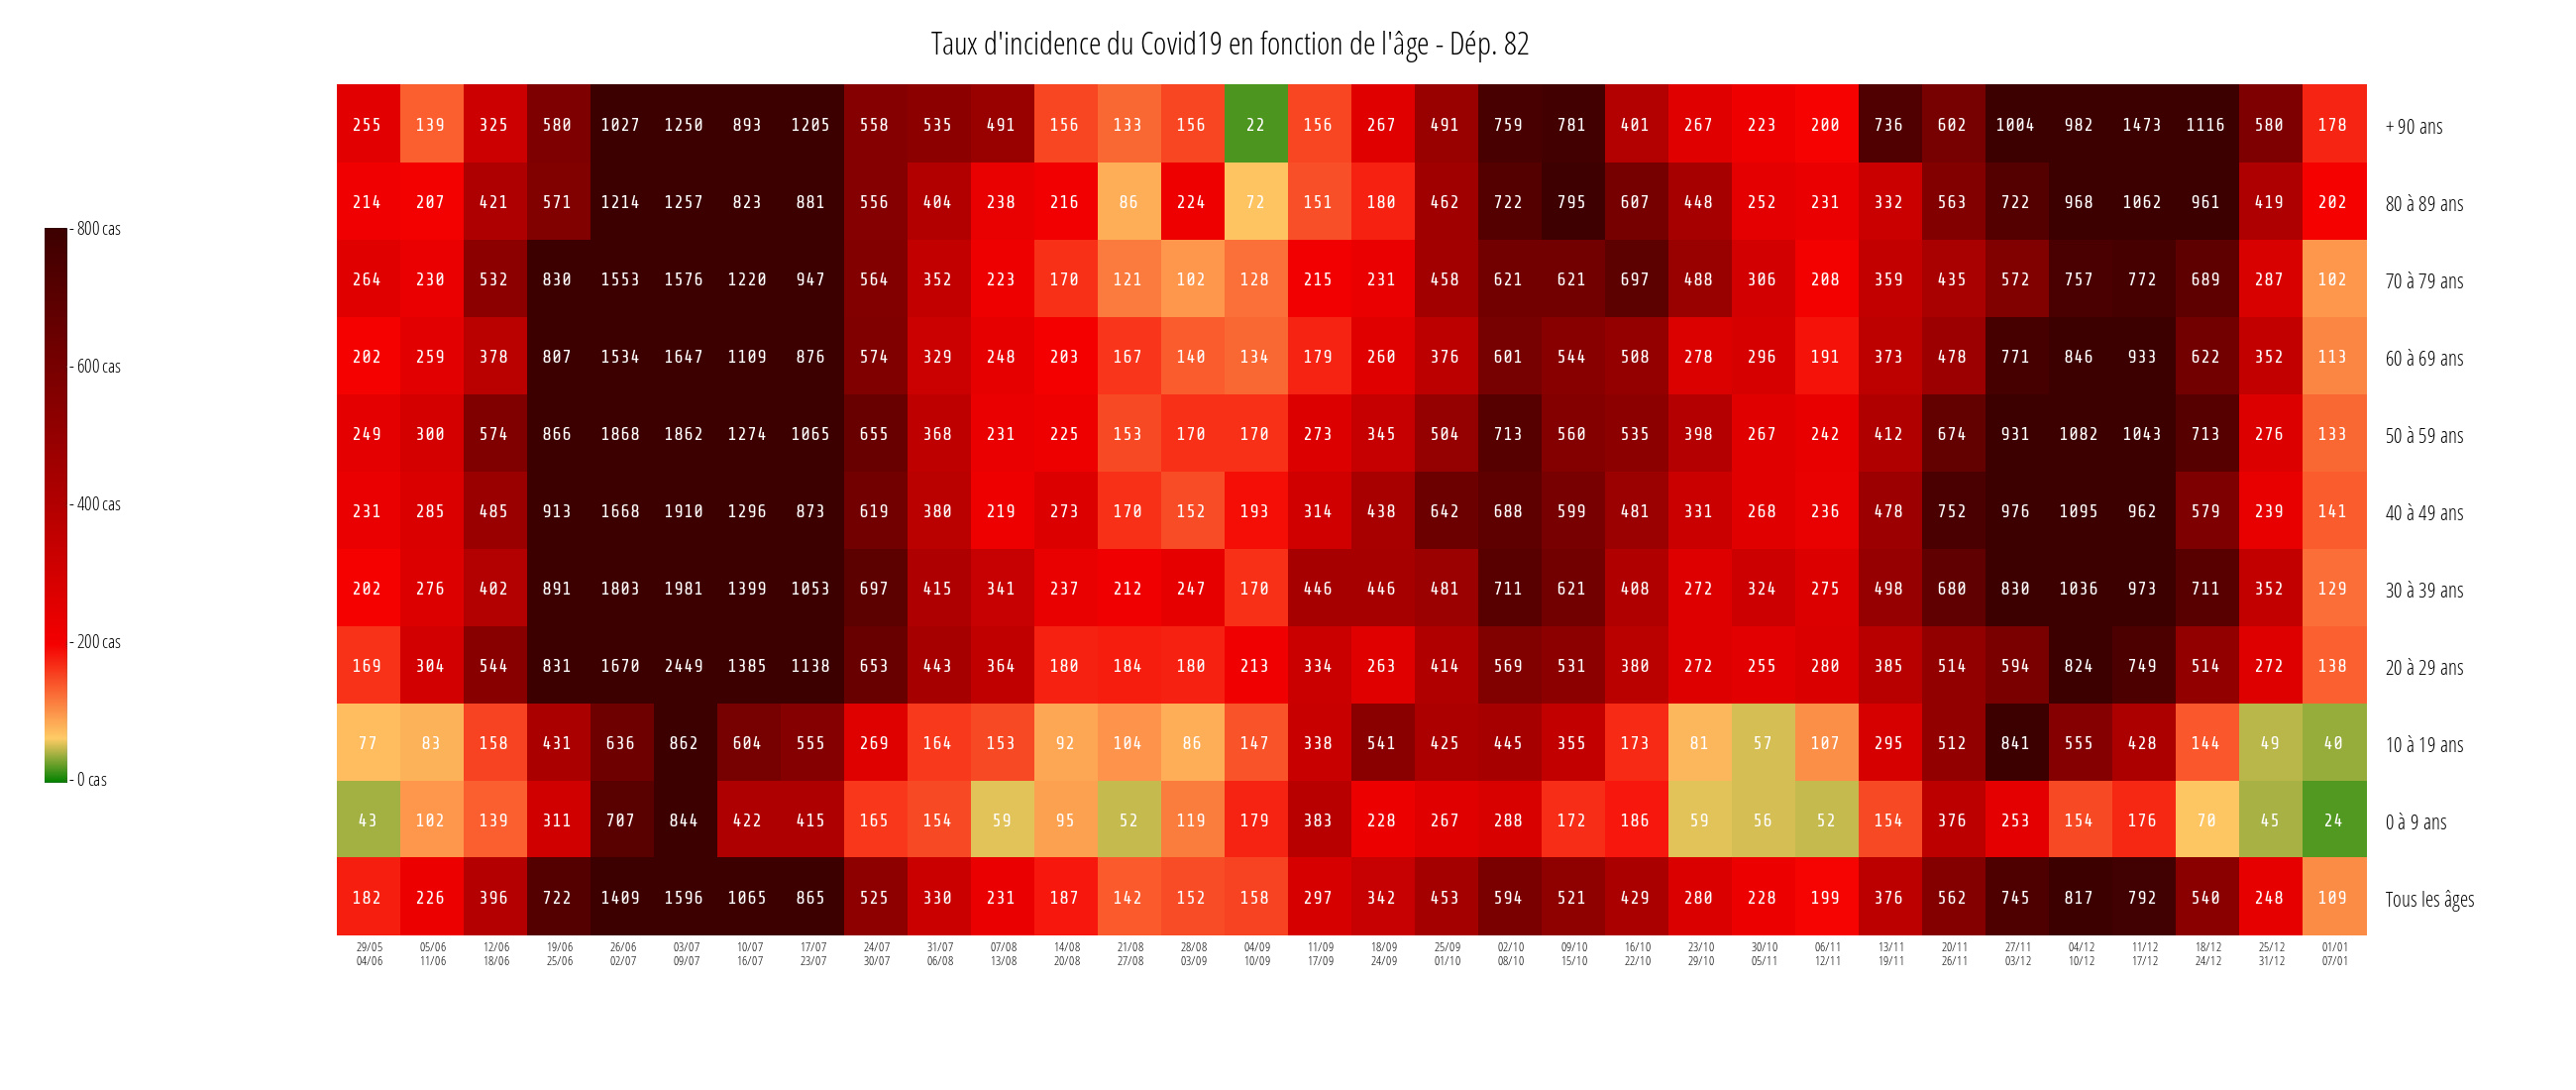 Taux d'incidence du Covid19 en fonction de l'âge - Dép. 82
- 800 cas
- 600 cas
- 400 cas
- 200 cas
- 0 cas
255 139 325 580 1027 1250 893 1205 558 535 491 156 133 156 22 156 267 491 759 781 401 267 223 200 736 602 1004 982 1473 1116 580 178 + 90 ans
214 207 421 571 1214 1257 823 881 556 404 238 216 86 224 72 151 180 462 722 795 607 448 252 231 332 563 722 968 1062 961 419 202 80 à 89 ans
264 230 532 830 1553 1576 1220 947 564 352 223 170 121 102 128 215 231 458 621 621 697 488 306 208 359 435 572 757 772 689 287 102 70 à 79 ans
202 259 378 807 1534 1647 1109 876 574 329 248 203 167 140 134 179 260 376 601 544 508 278 296 191 373 478 771 846 933 622 352 113 60 à 69 ans
249 300 574 866 1868 1862 1274 1065 655 368 231 225 153 170 170 273 345 504 713 560 535 398 267 242 412 674 931 1082 1043 713 276 133 50 à 59 ans
231 285 485 913 1668 1910 1296 873 619 380 219 273 170 152 193 314 438 642 688 599 481 331 268 236 478 752 976 1095 962 579 239 141 40 à 49 ans
202 276 402 891 1803 1981 1399 1053 697 415 341 237 212 247 170 446 446 481 711 621 408 272 324 275 498 680 830 1036 973 711 352 129 30 à 39 ans
169 304 544 831 1670 2449 1385 1138 653 443 364 180 184 180 213 334 263 414 569 531 380 272 255 280 385 514 594 824 749 514 272 138 20 à 29 ans
77 83 158 431 636 862 604 555 269 164 153 92 104 86 147 338 541 425 445 355 173 81 57 107 295 512 841 555 428 144 49 40 10 à 19 ans
43 102 139 311 707 844 422 415 165 154 59 95 52 119 179 383 228 267 288 172 186 59 56 52 154 376 253 154 176 70 45 24 0 à 9 ans
182 226 396 722 1409 1596 1065 865 525 330 231 187 142 152 158 297 342 453 594 521 429 280 228 199 376 562 745 817 792 540 248 109 Tous les âges
29/05 05/06 12/06 19/06 26/06 03/07 10/07 17/07 24/07 31/07 07/08 14/08 21/08 28/08 04/09 11/09 18/09 25/09 02/10 09/10 16/10 23/10 30/10 06/11 13/11 20/11 27/11 04/12 11/12 18/12 25/12 01/01
04/06 11/06 18/06 25/06 02/07 09/07 16/07 23/07 30/07 06/08 13/08 20/08 27/08 03/09 10/09 17/09 24/09 01/10 08/10 15/10 22/10 29/10 05/11 12/11 19/11 26/11 03/12 10/12 17/12 24/12 31/12 07/01